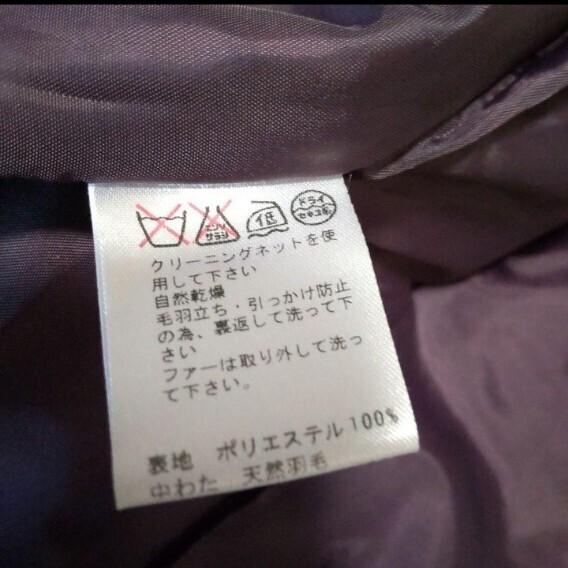 エンソ サラシ 低 ドライ セキユ系
クリーニングネットを使
用して下さい
自然乾燥
毛羽立ち・引っかけ防止
の為、裏返して洗って下
さい
ファーは取り外して洗っ
て下さい。
表地 ポリエステル100%
中わた 天然羽毛